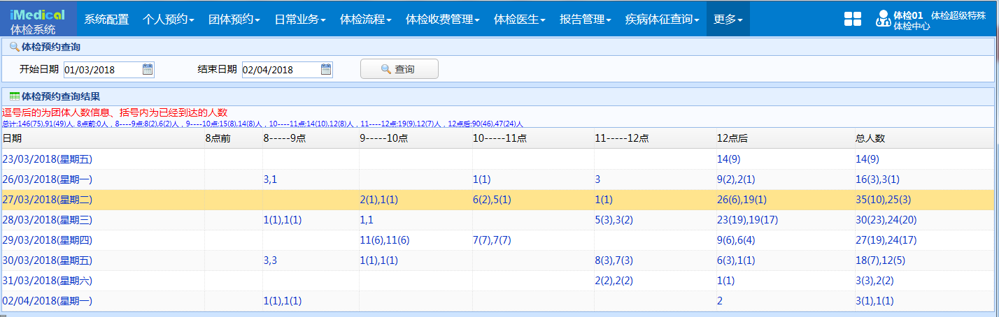 iMedical 体检系统 系统配置 个人预约 团体预约 日常业务 体检流程 体检收费管理 体检医生 报告管理 疾病体征查询 更多 体检01 体检超级特殊 体检中心
体检预约查询
开始日期 01/03/2018 结束日期 02/04/2018 查询
体检预约查询结果
逗号后的为团体人数信息、括号内为已经到达的人数
总计:146(75),91(49)人. 8点前:0人，8----9点:8(2),6(2)人，9----10点:15(8),14(8)人，10----11点:14(10),12(8)人，11----12点:19(9),12(7)人，12点后:90(46),47(24)人
日期 8点前 8-----9点 9-----10点 10-----11点 11-----12点 12点后 总人数
23/03/2018(星期五) 14(9) 14(9)
26/03/2018(星期一) 3,1 1(1) 3 9(2),2(1) 16(3),3(1)
27/03/2018(星期二) 2(1),1(1) 6(2),5(1) 1(1) 26(6),19(1) 35(10),25(3)
28/03/2018(星期三) 1(1),1(1) 1,1 5(3),3(2) 23(19),19(17) 30(23),24(20)
29/03/2018(星期四) 11(6),11(6) 7(7),7(7) 9(6),6(4) 27(19),24(17)
30/03/2018(星期五) 3,3 1(1),1(1) 8(3),7(3) 6(3),1(1) 18(7),12(5)
31/03/2018(星期六) 2(2),2(2) 1(1) 3(3),2(2)
02/04/2018(星期一) 1(1),1(1) 2 3(1),1(1)